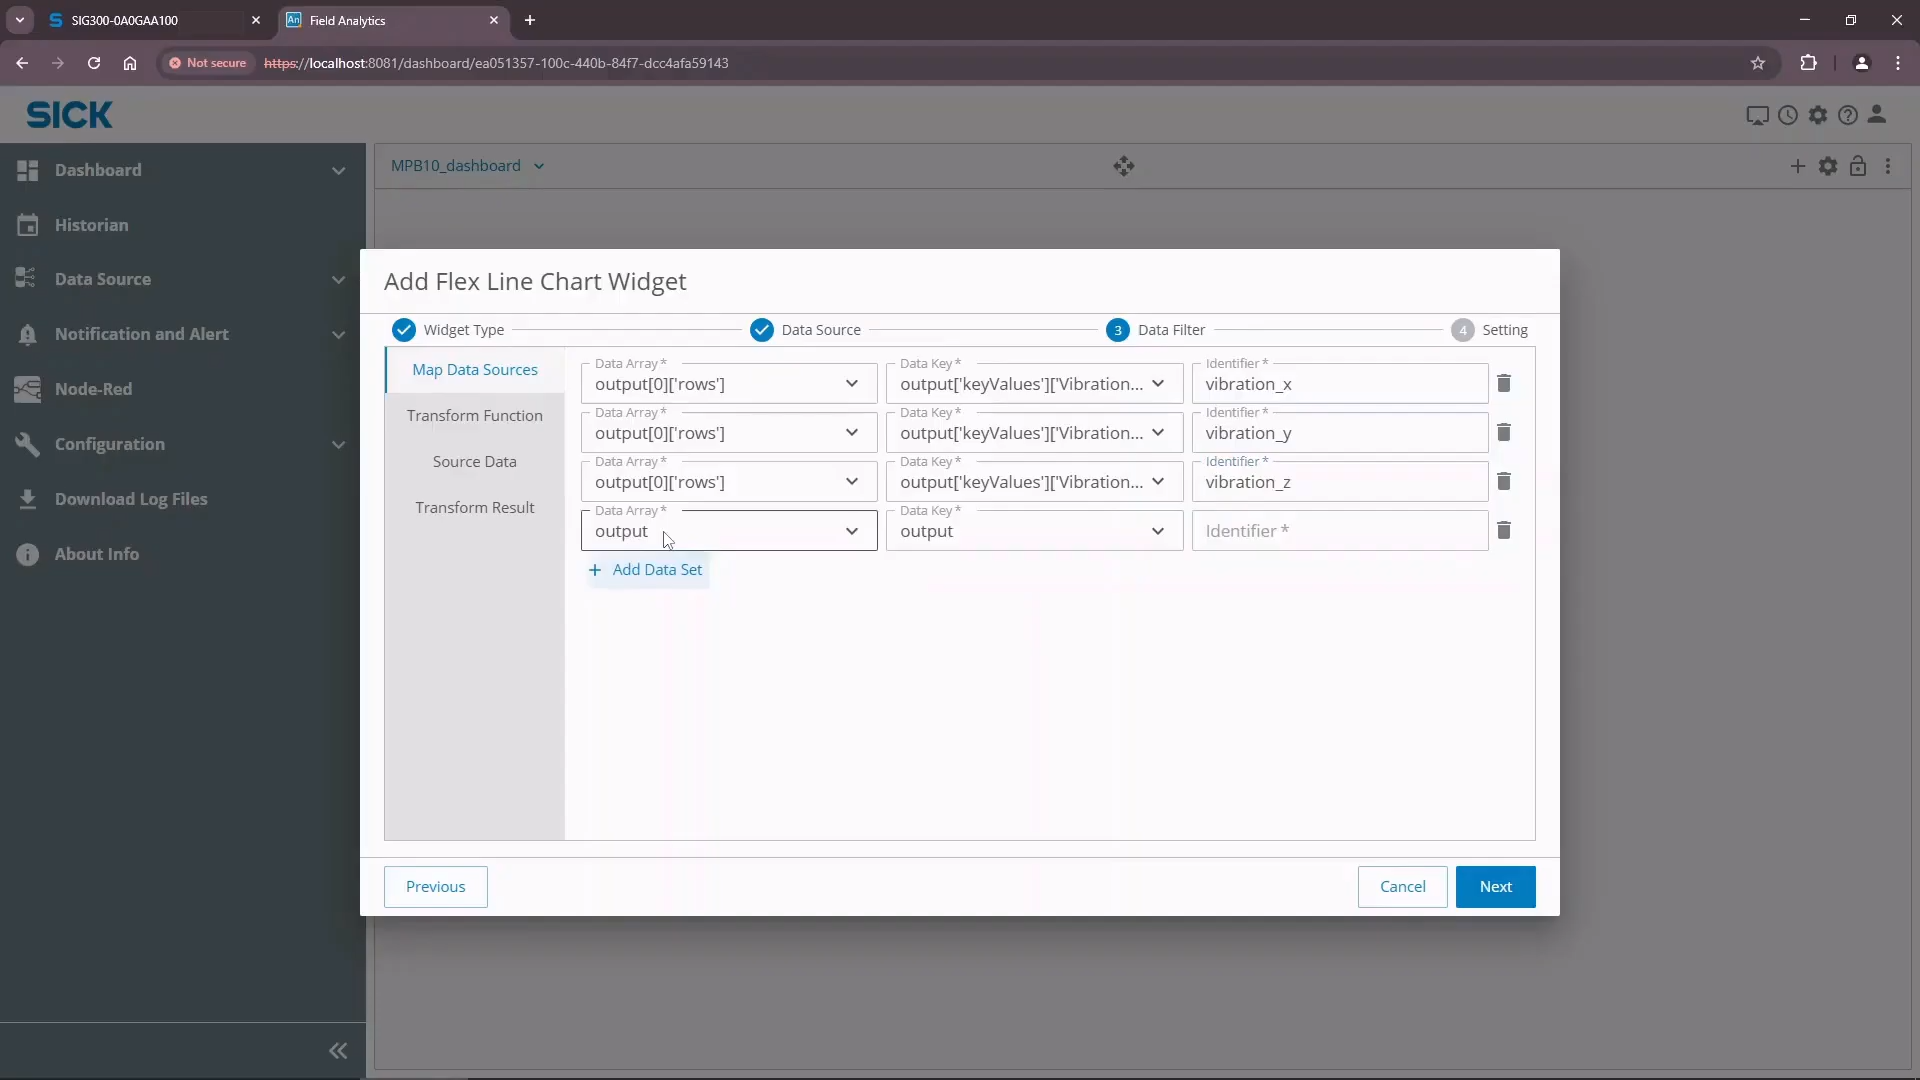 SIG300-0A0GAA100
Field Analytics
Not secure
https://localhost:8081/dashboard/ea051357-100c-440b-84f7-dcc4afa59143
SICK
Dashboard
Historian
Data Source
Notification and Alert
Node-Red
Configuration
Download Log Files
About Info
MPB10_dashboard
Add Flex Line Chart Widget
Widget Type
Data Source
3 Data Filter
4 Setting
Map Data Sources
Transform Function
Source Data
Transform Result
Data Array * Data Key * Identifier *
output[0]['rows'] output['keyValues']['Vibration... vibration_x
Data Array * Data Key * Identifier *
output[0]['rows'] output['keyValues']['Vibration... vibration_y
Data Array * Data Key * Identifier *
output[0]['rows'] output['keyValues']['Vibration... vibration_z
Data Array * Data Key *
output output Identifier *
+ Add Data Set
Previous
Cancel
Next